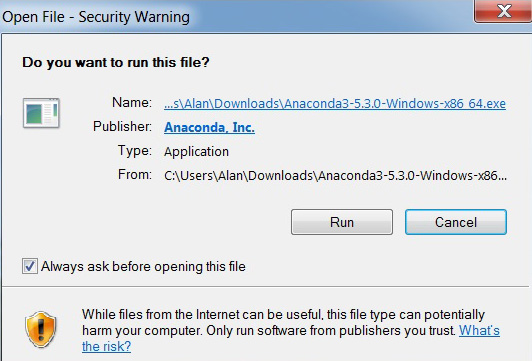 Open File - Security Warning
Do you want to run this file?
Name: ...s\Alan\Downloads\Anaconda3-5.3.0-Windows-x86_64.exe
Publisher: Anaconda, Inc.
Type: Application
From: C:\Users\Alan\Downloads\Anaconda3-5.3.0-Windows-x86...
Run Cancel
Always ask before opening this file
While files from the Internet can be useful, this file type can potentially
harm your computer. Only run software from publishers you trust. What's
the risk?